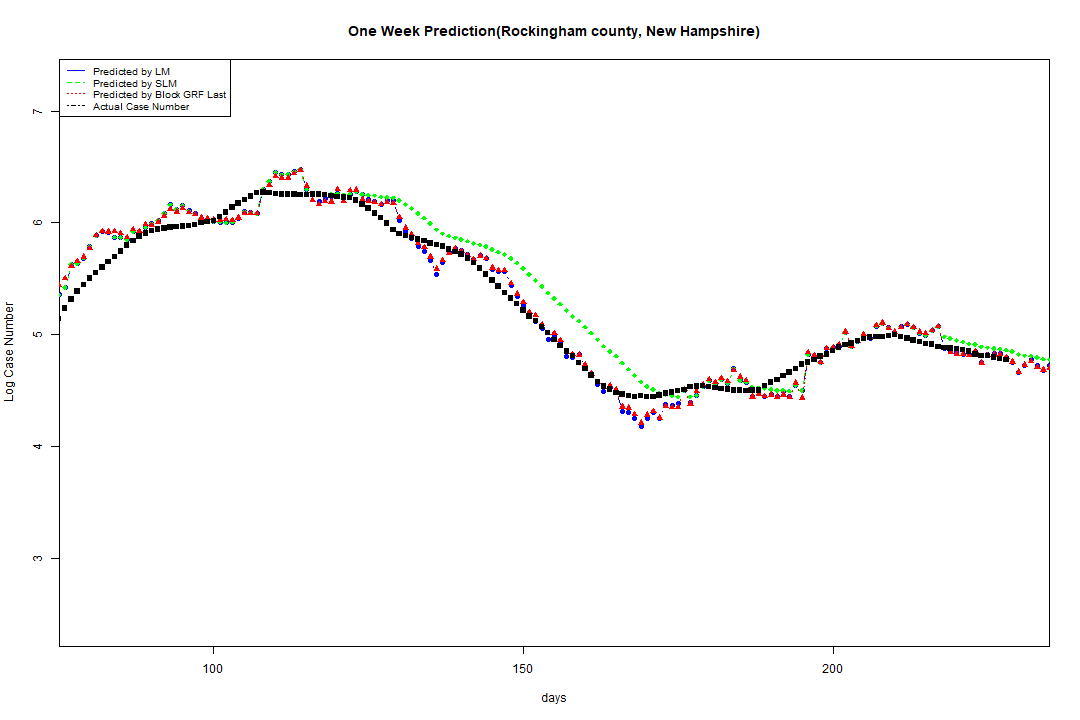 One Week Prediction(Rockingham county, New Hampshire)
Predicted by LM
Predicted by SLM
Predicted by Block GRF Last
Actual Case Number
7
6
5
4
3
Log Case Number
100 150 200
days